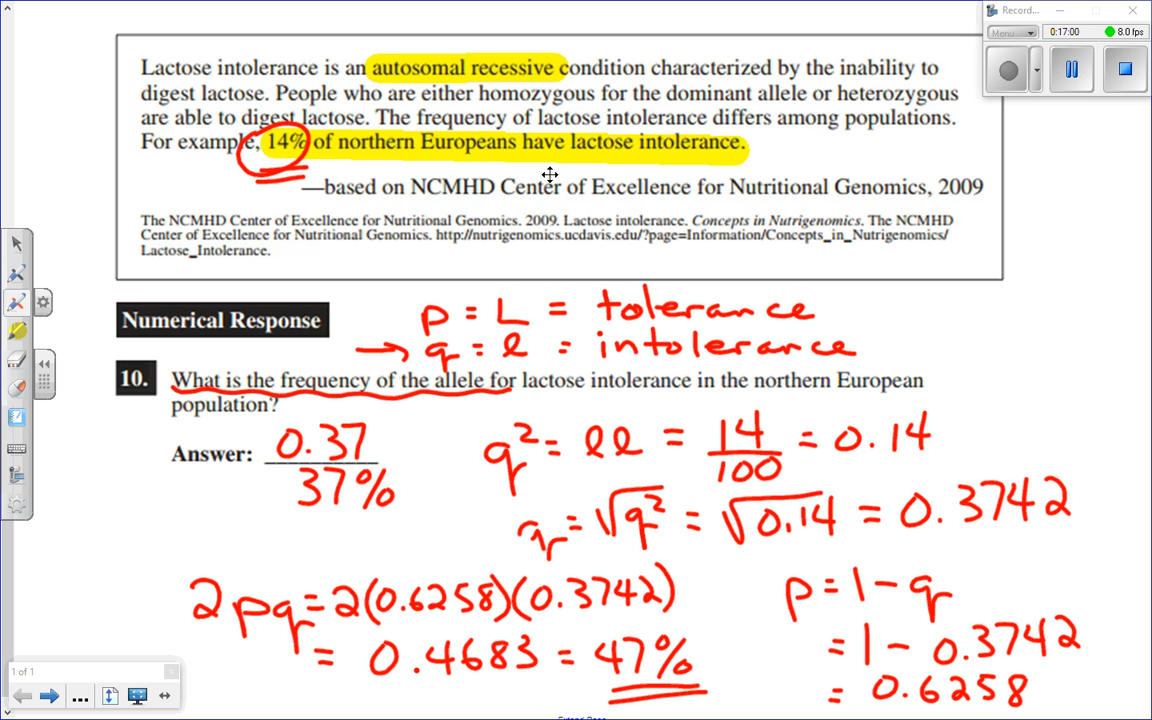 Record...
Menu
0:17:00
8.0 fps
Lactose intolerance is an autosomal recessive condition characterized by the inability to
digest lactose. People who are either homozygous for the dominant allele or heterozygous
are able to digest lactose. The frequency of lactose intolerance differs among populations.
For example, 14% of northern Europeans have lactose intolerance.
—based on NCMHD Center of Excellence for Nutritional Genomics, 2009
The NCMHD Center of Excellence for Nutritional Genomics. 2009. Lactose intolerance. Concepts in Nutrigenomics. The NCMHD
Center of Excellence for Nutritional Genomics. http://nutrigenomics.ucdavis.edu/?page=Information/Concepts_in_Nutrigenomics/
Lactose_Intolerance.
Numerical Response
p = L = tolerance
→ q = l = intolerance
10. What is the frequency of the allele for lactose intolerance in the northern European
population?
Answer: 0.37
37%
q² = ll = 14/100 = 0.14
q = √q² = √0.14 = 0.3742
2pq = 2(0.6258)(0.3742)
= 0.4683 = 47%
p = 1 - q
= 1 - 0.3742
= 0.6258
1 of 1